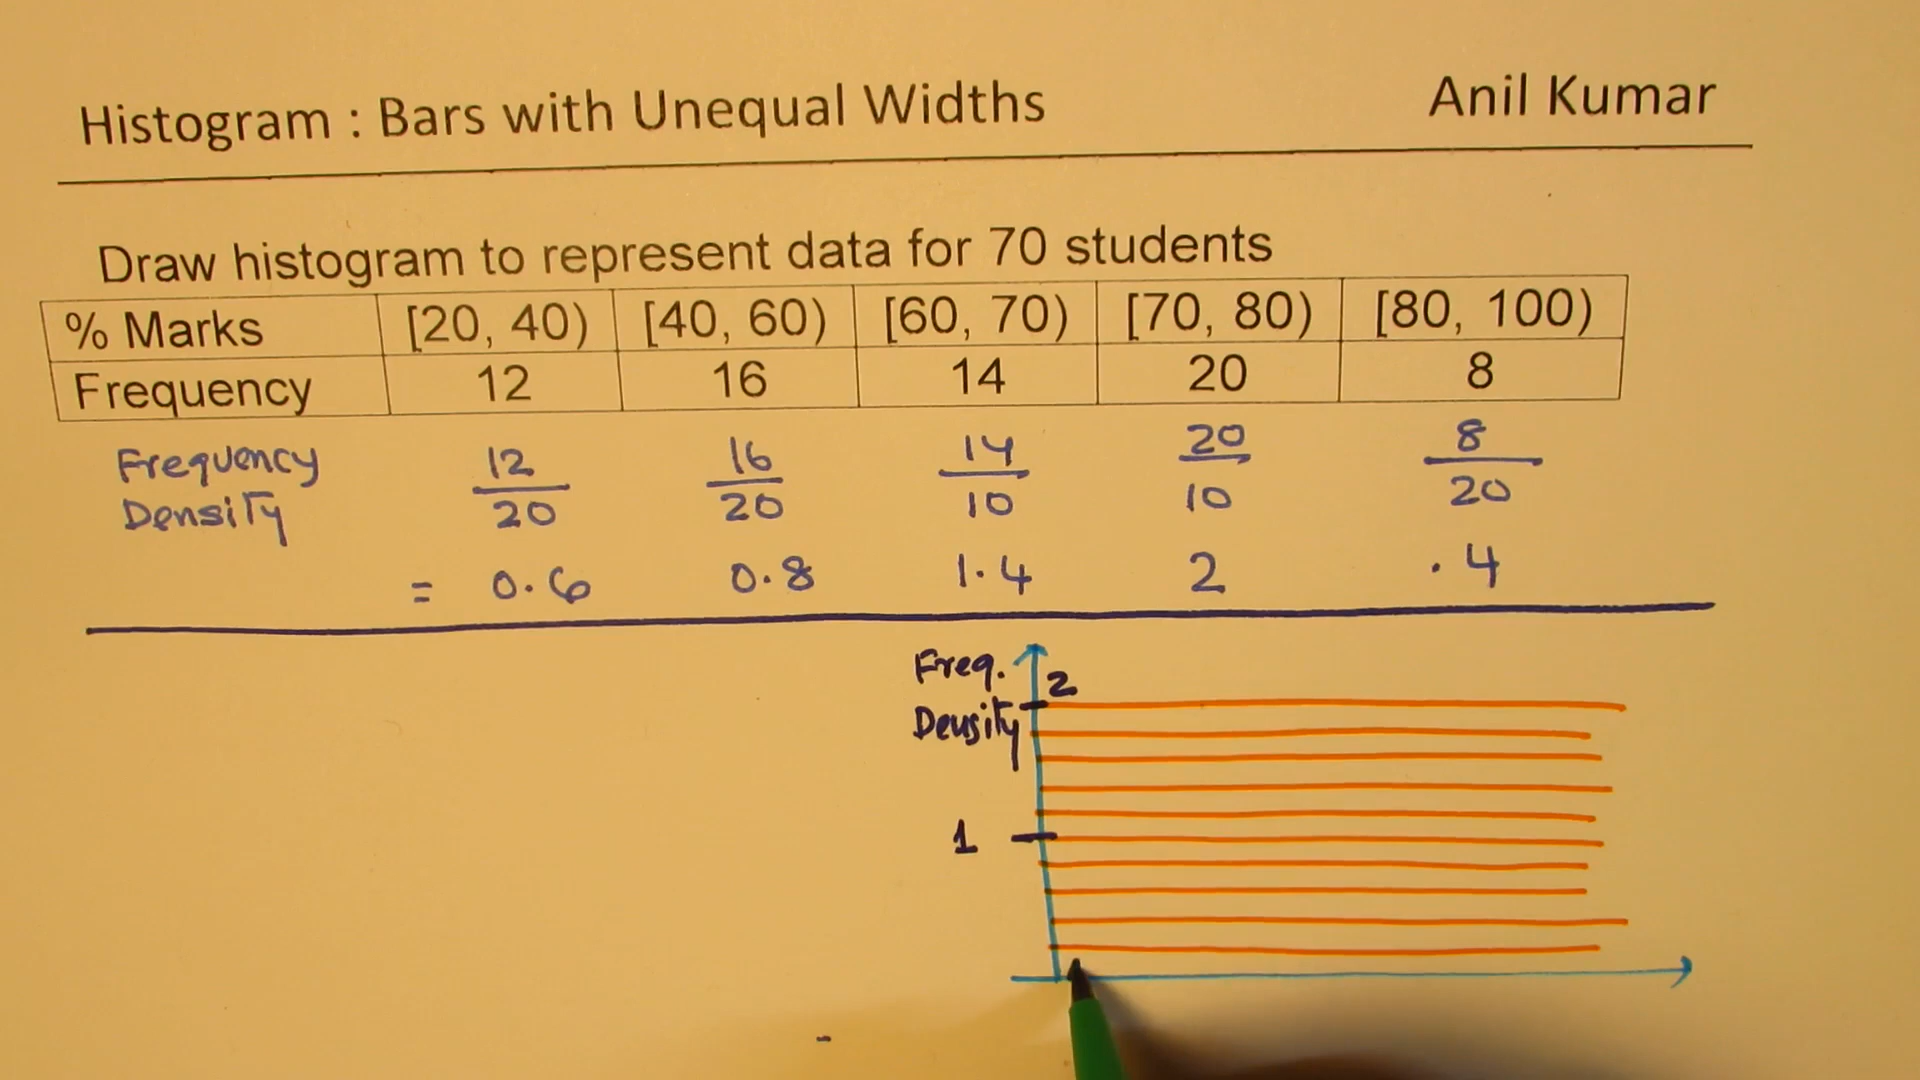 Histogram : Bars with Unequal Widths Anil Kumar
Draw histogram to represent data for 70 students
% Marks [20, 40) [40, 60) [60, 70) [70, 80) [80, 100)
Frequency 12 16 14 20 8
Frequency 12 16 14 20 8
Density 20 20 10 10 20
= 0.6 0.8 1.4 2 .4
Freq. 2
Density
1